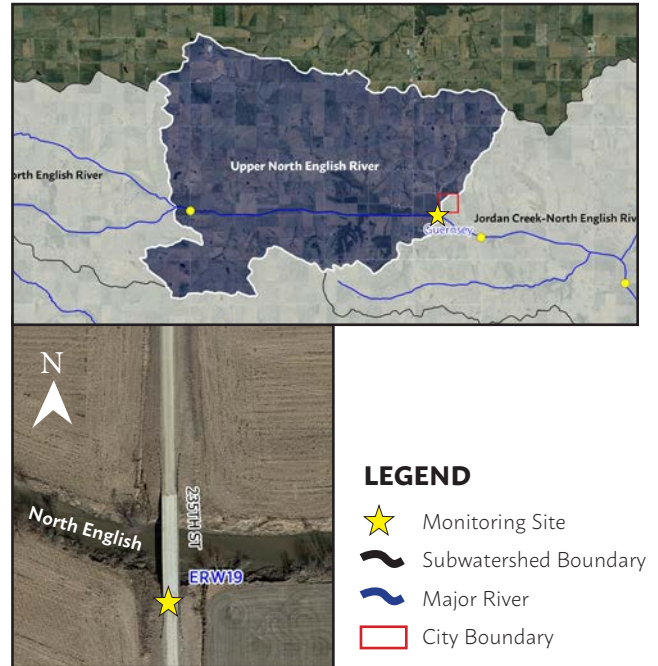 Upper North English River
orth English River
Jordan Creek-North English Riv
Guernsey
N
235TH ST
North English
ERW19
LEGEND
Monitoring Site
Subwatershed Boundary
Major River
City Boundary